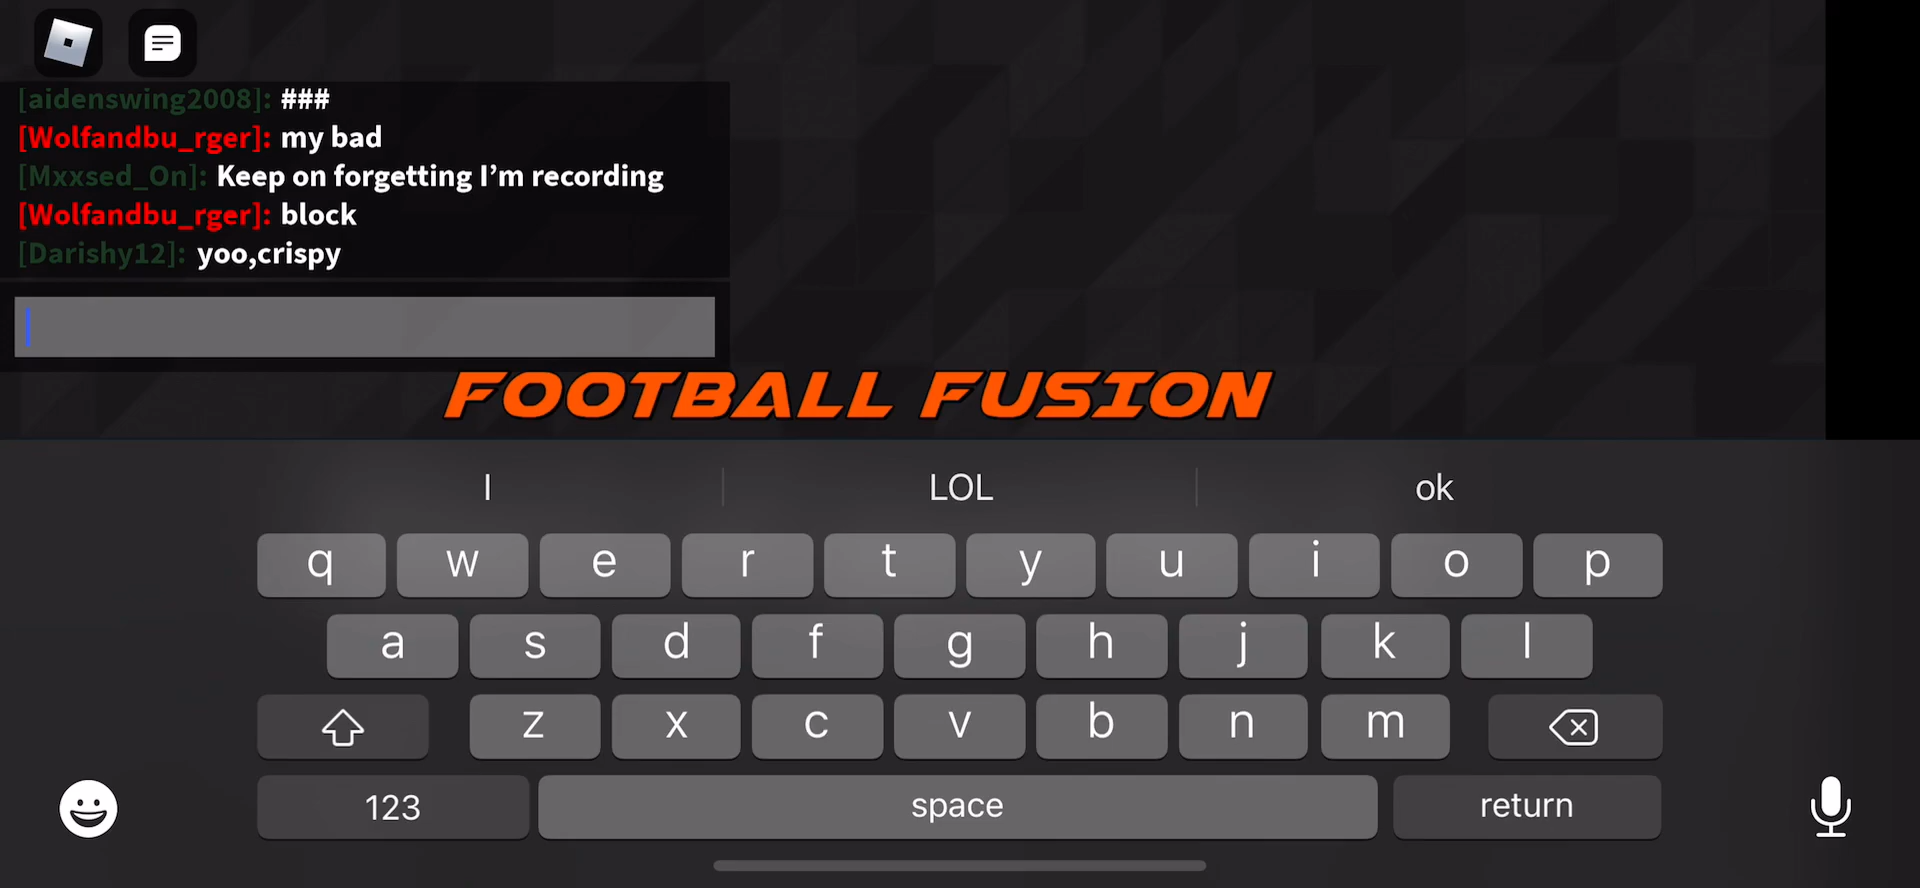 [aidenswing2008]: ###
[Wolfandbu_rger]: my bad
[Mxxsed_On]: Keep on forgetting I’m recording
[Wolfandbu_rger]: block
[Darishy12]: yoo,crispy
FOOTBALL FUSION
I LOL ok
q w e r t y u i o p
a s d f g h j k l
z x c v b n m
123 space return